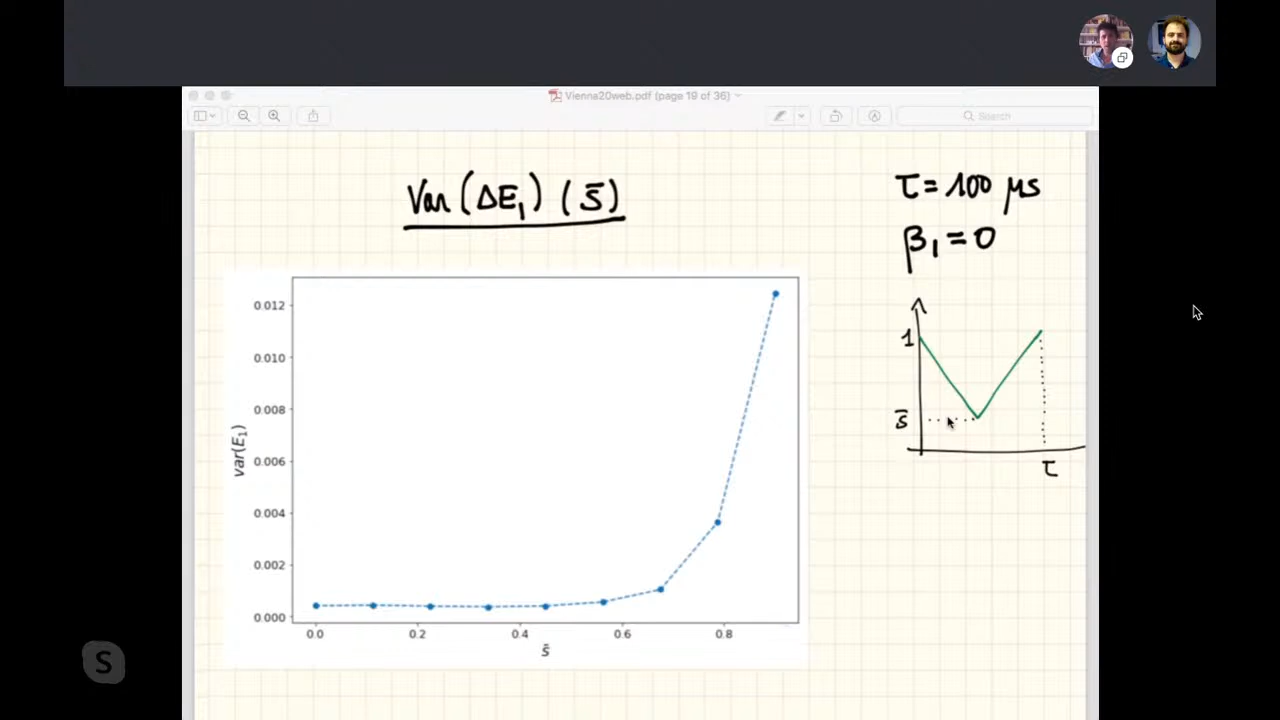 Vienna20web.pdf (page 19 of 36)
Search
Var(ΔE₁) (s̄)
τ = 100 μs
β₁ = 0
1
s̄
τ
var(E₁)
0.012
0.010
0.008
0.006
0.004
0.002
0.000
0.0 0.2 0.4 0.6 0.8
s̄
S